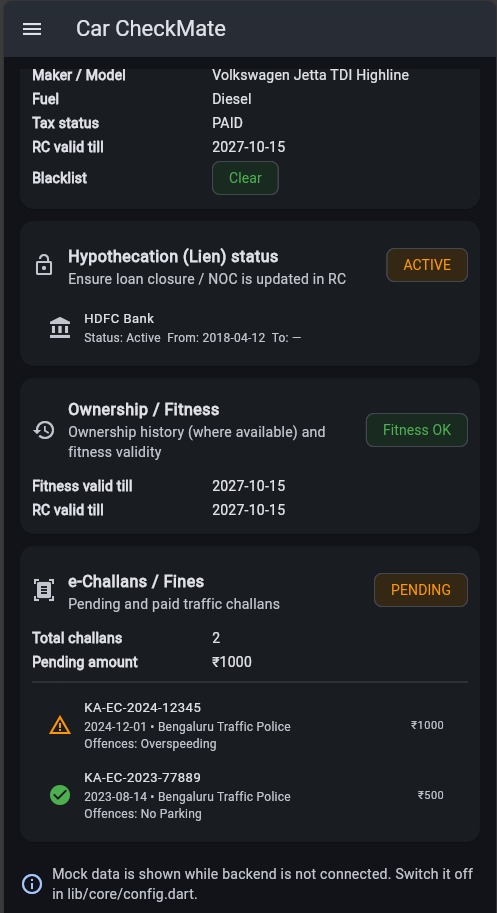 Car CheckMate
Maker / Model Volkswagen Jetta TDI Highline
Fuel Diesel
Tax status PAID
RC valid till 2027-10-15
Blacklist Clear
Hypothecation (Lien) status
Ensure loan closure / NOC is updated in RC
ACTIVE
HDFC Bank
Status: Active From: 2018-04-12 To: —
Ownership / Fitness
Ownership history (where available) and
fitness validity
Fitness OK
Fitness valid till 2027-10-15
RC valid till 2027-10-15
e-Challans / Fines
Pending and paid traffic challans
PENDING
Total challans 2
Pending amount ₹1000
KA-EC-2024-12345
2024-12-01 • Bengaluru Traffic Police
Offences: Overspeeding
₹1000
KA-EC-2023-77889
2023-08-14 • Bengaluru Traffic Police
Offences: No Parking
₹500
Mock data is shown while backend is not connected. Switch it off
in lib/core/config.dart.